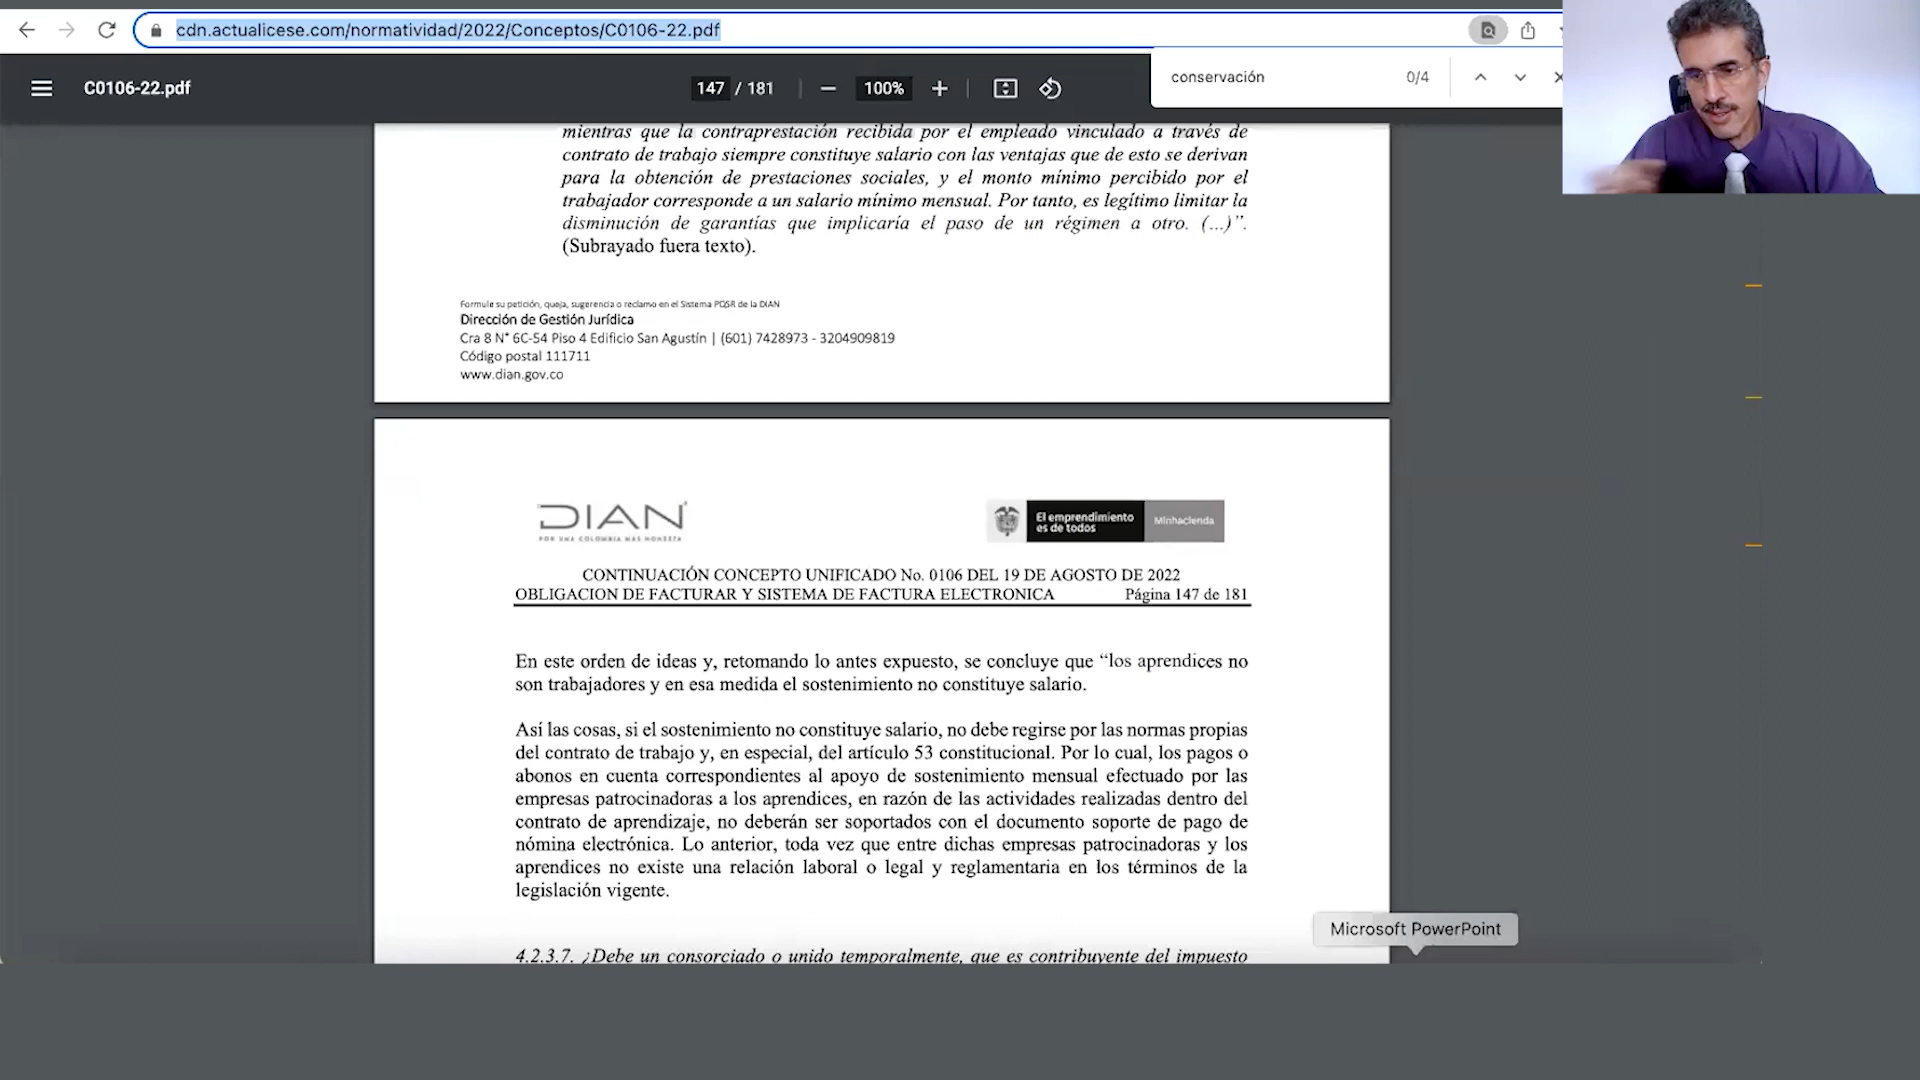 cdn.actualicese.com/normatividad/2022/Conceptos/C0106-22.pdf
C0106-22.pdf
147 / 181
100%
conservación
0/4
mientras que la contraprestación recibida por el empleado vinculado a través de
contrato de trabajo siempre constituye salario con las ventajas que de esto se derivan
para la obtención de prestaciones sociales, y el monto mínimo percibido por el
trabajador corresponde a un salario mínimo mensual. Por tanto, es legítimo limitar la
disminución de garantías que implicaría el paso de un régimen a otro. (...)”.
(Subrayado fuera texto).
Formule su petición, queja, sugerencia o reclamo en el Sistema PQSR de la DIAN
Dirección de Gestión Jurídica
Cra 8 N° 6C-54 Piso 4 Edificio San Agustín | (601) 7428973 - 3204909819
Código postal 111711
www.dian.gov.co
DIAN
POR UNA COLOMBIA MÁS HONESTA
El emprendimiento
es de todos
Minhacienda
CONTINUACIÓN CONCEPTO UNIFICADO No. 0106 DEL 19 DE AGOSTO DE 2022
OBLIGACION DE FACTURAR Y SISTEMA DE FACTURA ELECTRONICA Página 147 de 181
En este orden de ideas y, retomando lo antes expuesto, se concluye que “los aprendices no
son trabajadores y en esa medida el sostenimiento no constituye salario.
Así las cosas, si el sostenimiento no constituye salario, no debe regirse por las normas propias
del contrato de trabajo y, en especial, del artículo 53 constitucional. Por lo cual, los pagos o
abonos en cuenta correspondientes al apoyo de sostenimiento mensual efectuado por las
empresas patrocinadoras a los aprendices, en razón de las actividades realizadas dentro del
contrato de aprendizaje, no deberán ser soportados con el documento soporte de pago de
nómina electrónica. Lo anterior, toda vez que entre dichas empresas patrocinadoras y los
aprendices no existe una relación laboral o legal y reglamentaria en los términos de la
legislación vigente.
Microsoft PowerPoint
4.2.3.7. ¿Debe un consorciado o unido temporalmente, que es contribuyente del impuesto